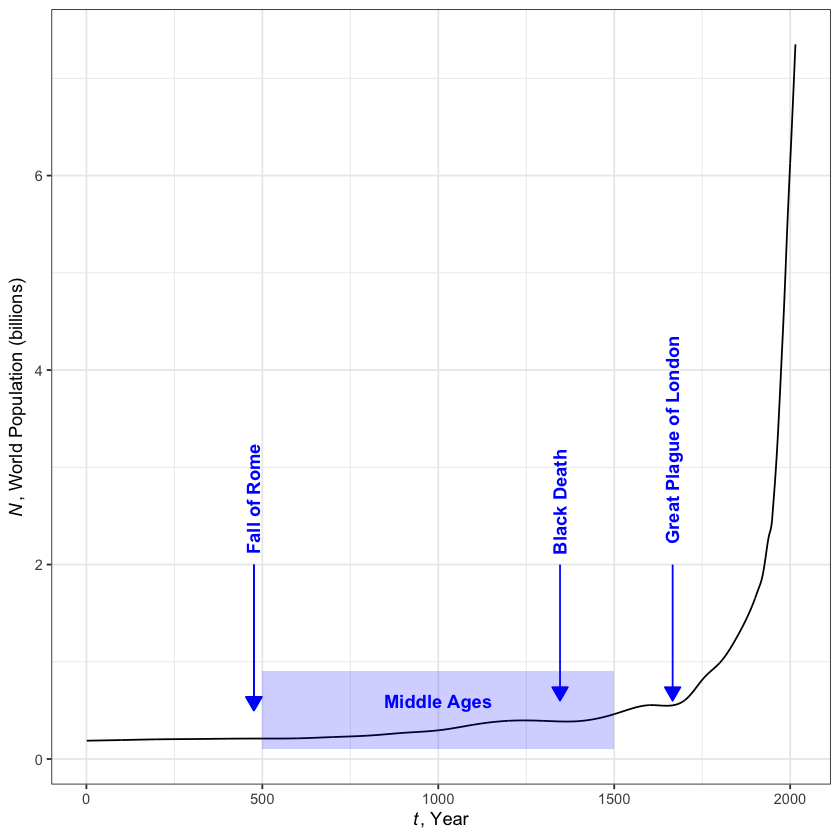 N, World Population (billions)
6
4
2
0
Fall of Rome
Black Death
Great Plague of London
Middle Ages
0 500 1000 1500 2000
t, Year